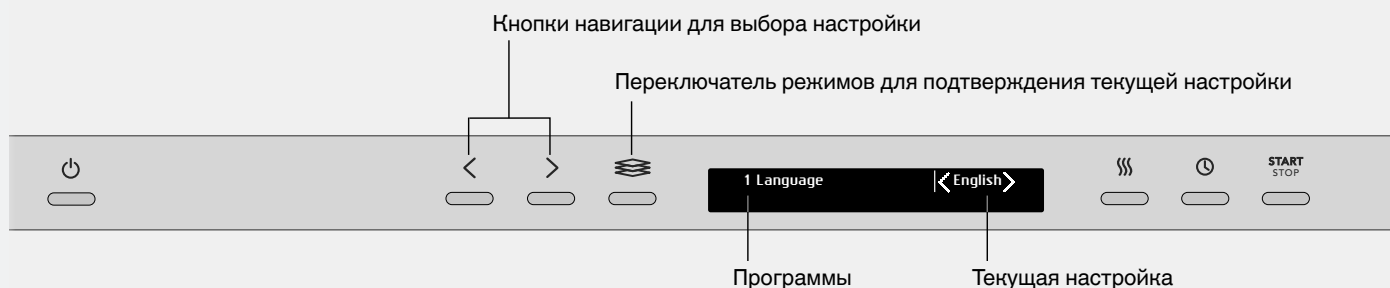 Кнопки навигации для выбора настройки
Переключатель режимов для подтверждения текущей настройки
START
STOP
1 Language
English
Программы
Текущая настройка